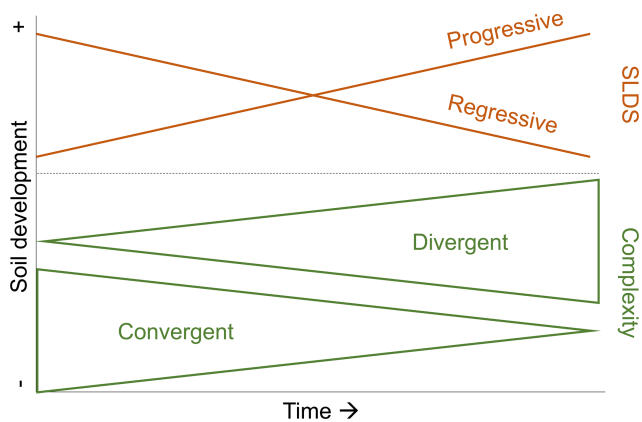 +
Progressive
SLDS
Regressive
Soil development
Divergent
Complexity
Convergent
-
Time →